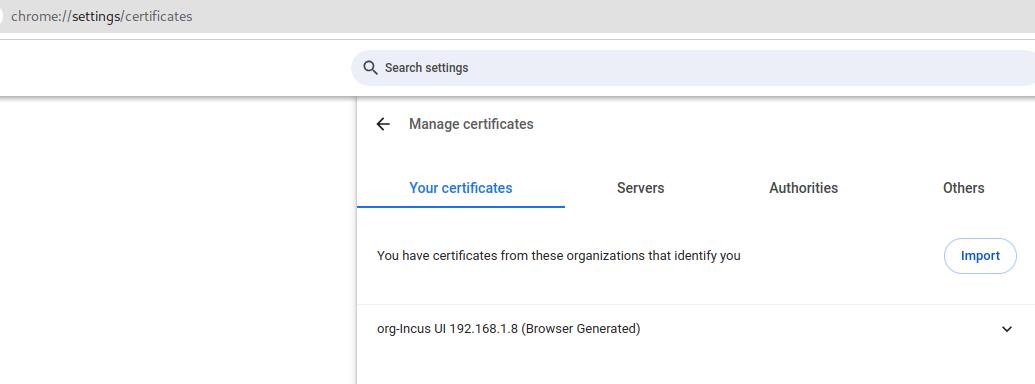 chrome://settings/certificates
Search settings
Manage certificates
Your certificates Servers Authorities Others
You have certificates from these organizations that identify you Import
org-Incus UI 192.168.1.8 (Browser Generated)